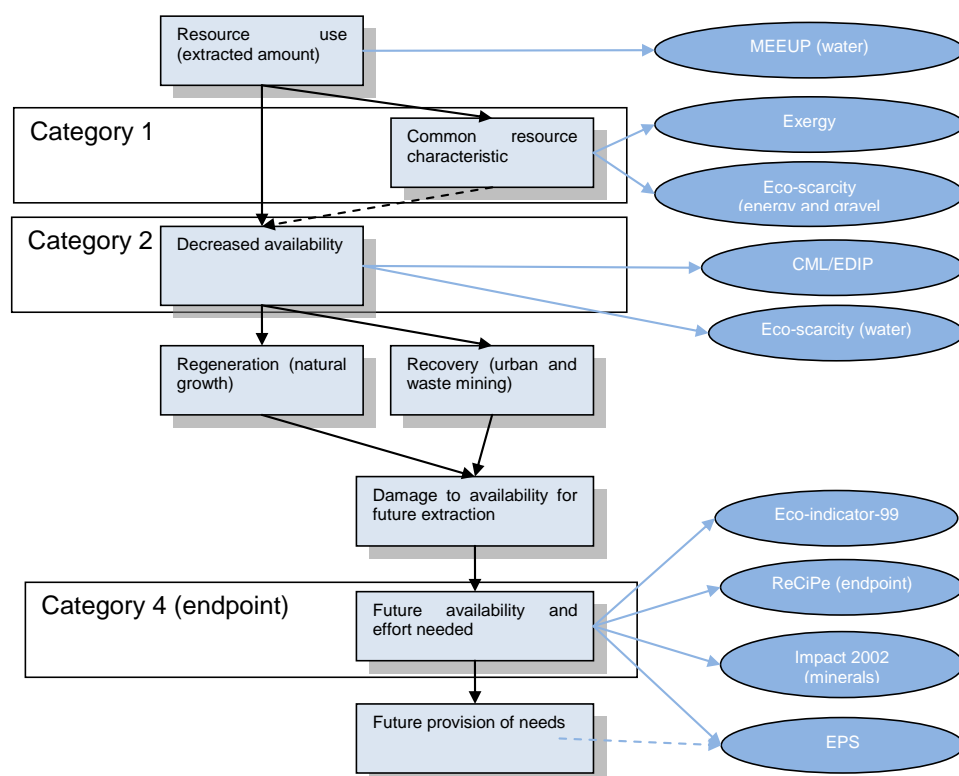 Resource use
(extracted amount)
MEEUP (water)
Category 1
Common resource
characteristic
Exergy
Eco-scarcity
(energy and gravel
Category 2
Decreased availability
CML/EDIP
Eco-scarcity (water)
Regeneration (natural
growth)
Recovery (urban and
waste mining)
Damage to availability for
future extraction
Eco-indicator-99
Category 4 (endpoint)
Future availability and
effort needed
ReCiPe (endpoint)
Impact 2002
(minerals)
Future provision of needs
EPS